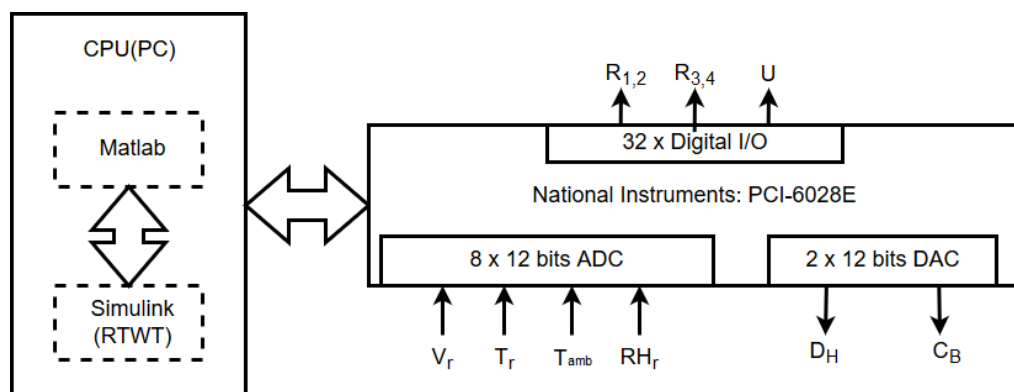 CPU(PC)
Matlab
Simulink
(RTWT)
R1,2 R3,4 U
32 x Digital I/O
National Instruments: PCI-6028E
8 x 12 bits ADC
2 x 12 bits DAC
Vr Tr Tamb RHr
DH CB